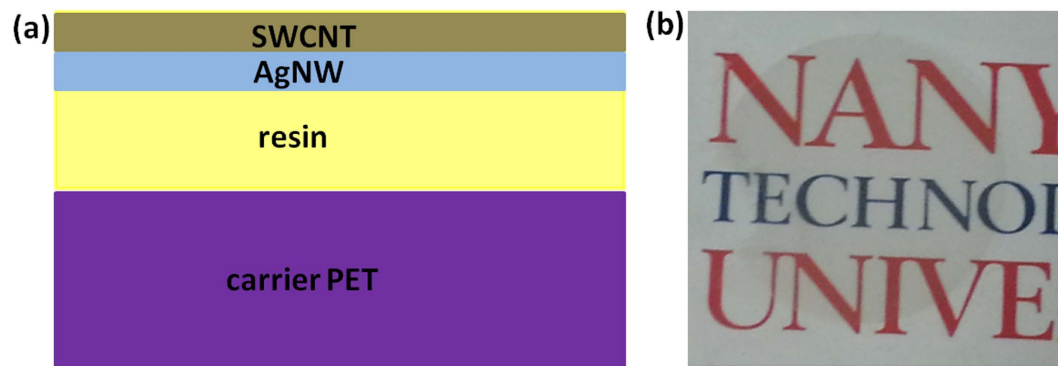 (a)
SWCNT
AgNW
resin
carrier PET
(b)
NANY
TECHNOL
UNIVE